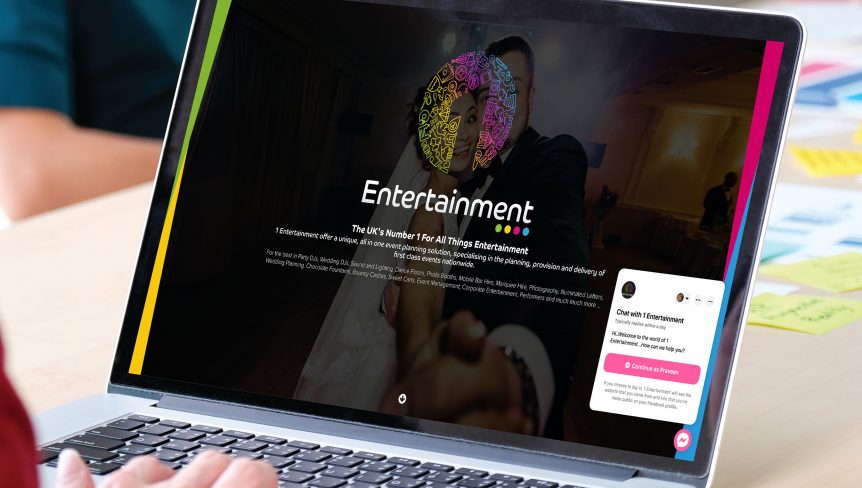 Entertainment
The UK's Number 1 For All Things Entertainment
1 Entertainment offer a unique, all in one event planning solution, specialising in the planning, provision and delivery of
first class events nationwide.
For the best in Party DJs, Wedding DJs, Sound and Lighting, Dance Floors, Photo Booths, Mobile Bar Hire, Marquee Hire, Photography, Illuminated Letters,
Wedding Planning, Chocolate Fountains, Bouncy Castles, Sweet Carts, Event Management, Corporate Entertainment, Performers and much much more ...
Chat with 1 Entertainment
Typically replies within a day
Hi..Welcome to the world of 1
Entertainment...How can we help you?
Continue as Praveen
If you choose to log in, 1 Entertainment will see the
website that you came from and info that you've
made public on your Facebook profile.